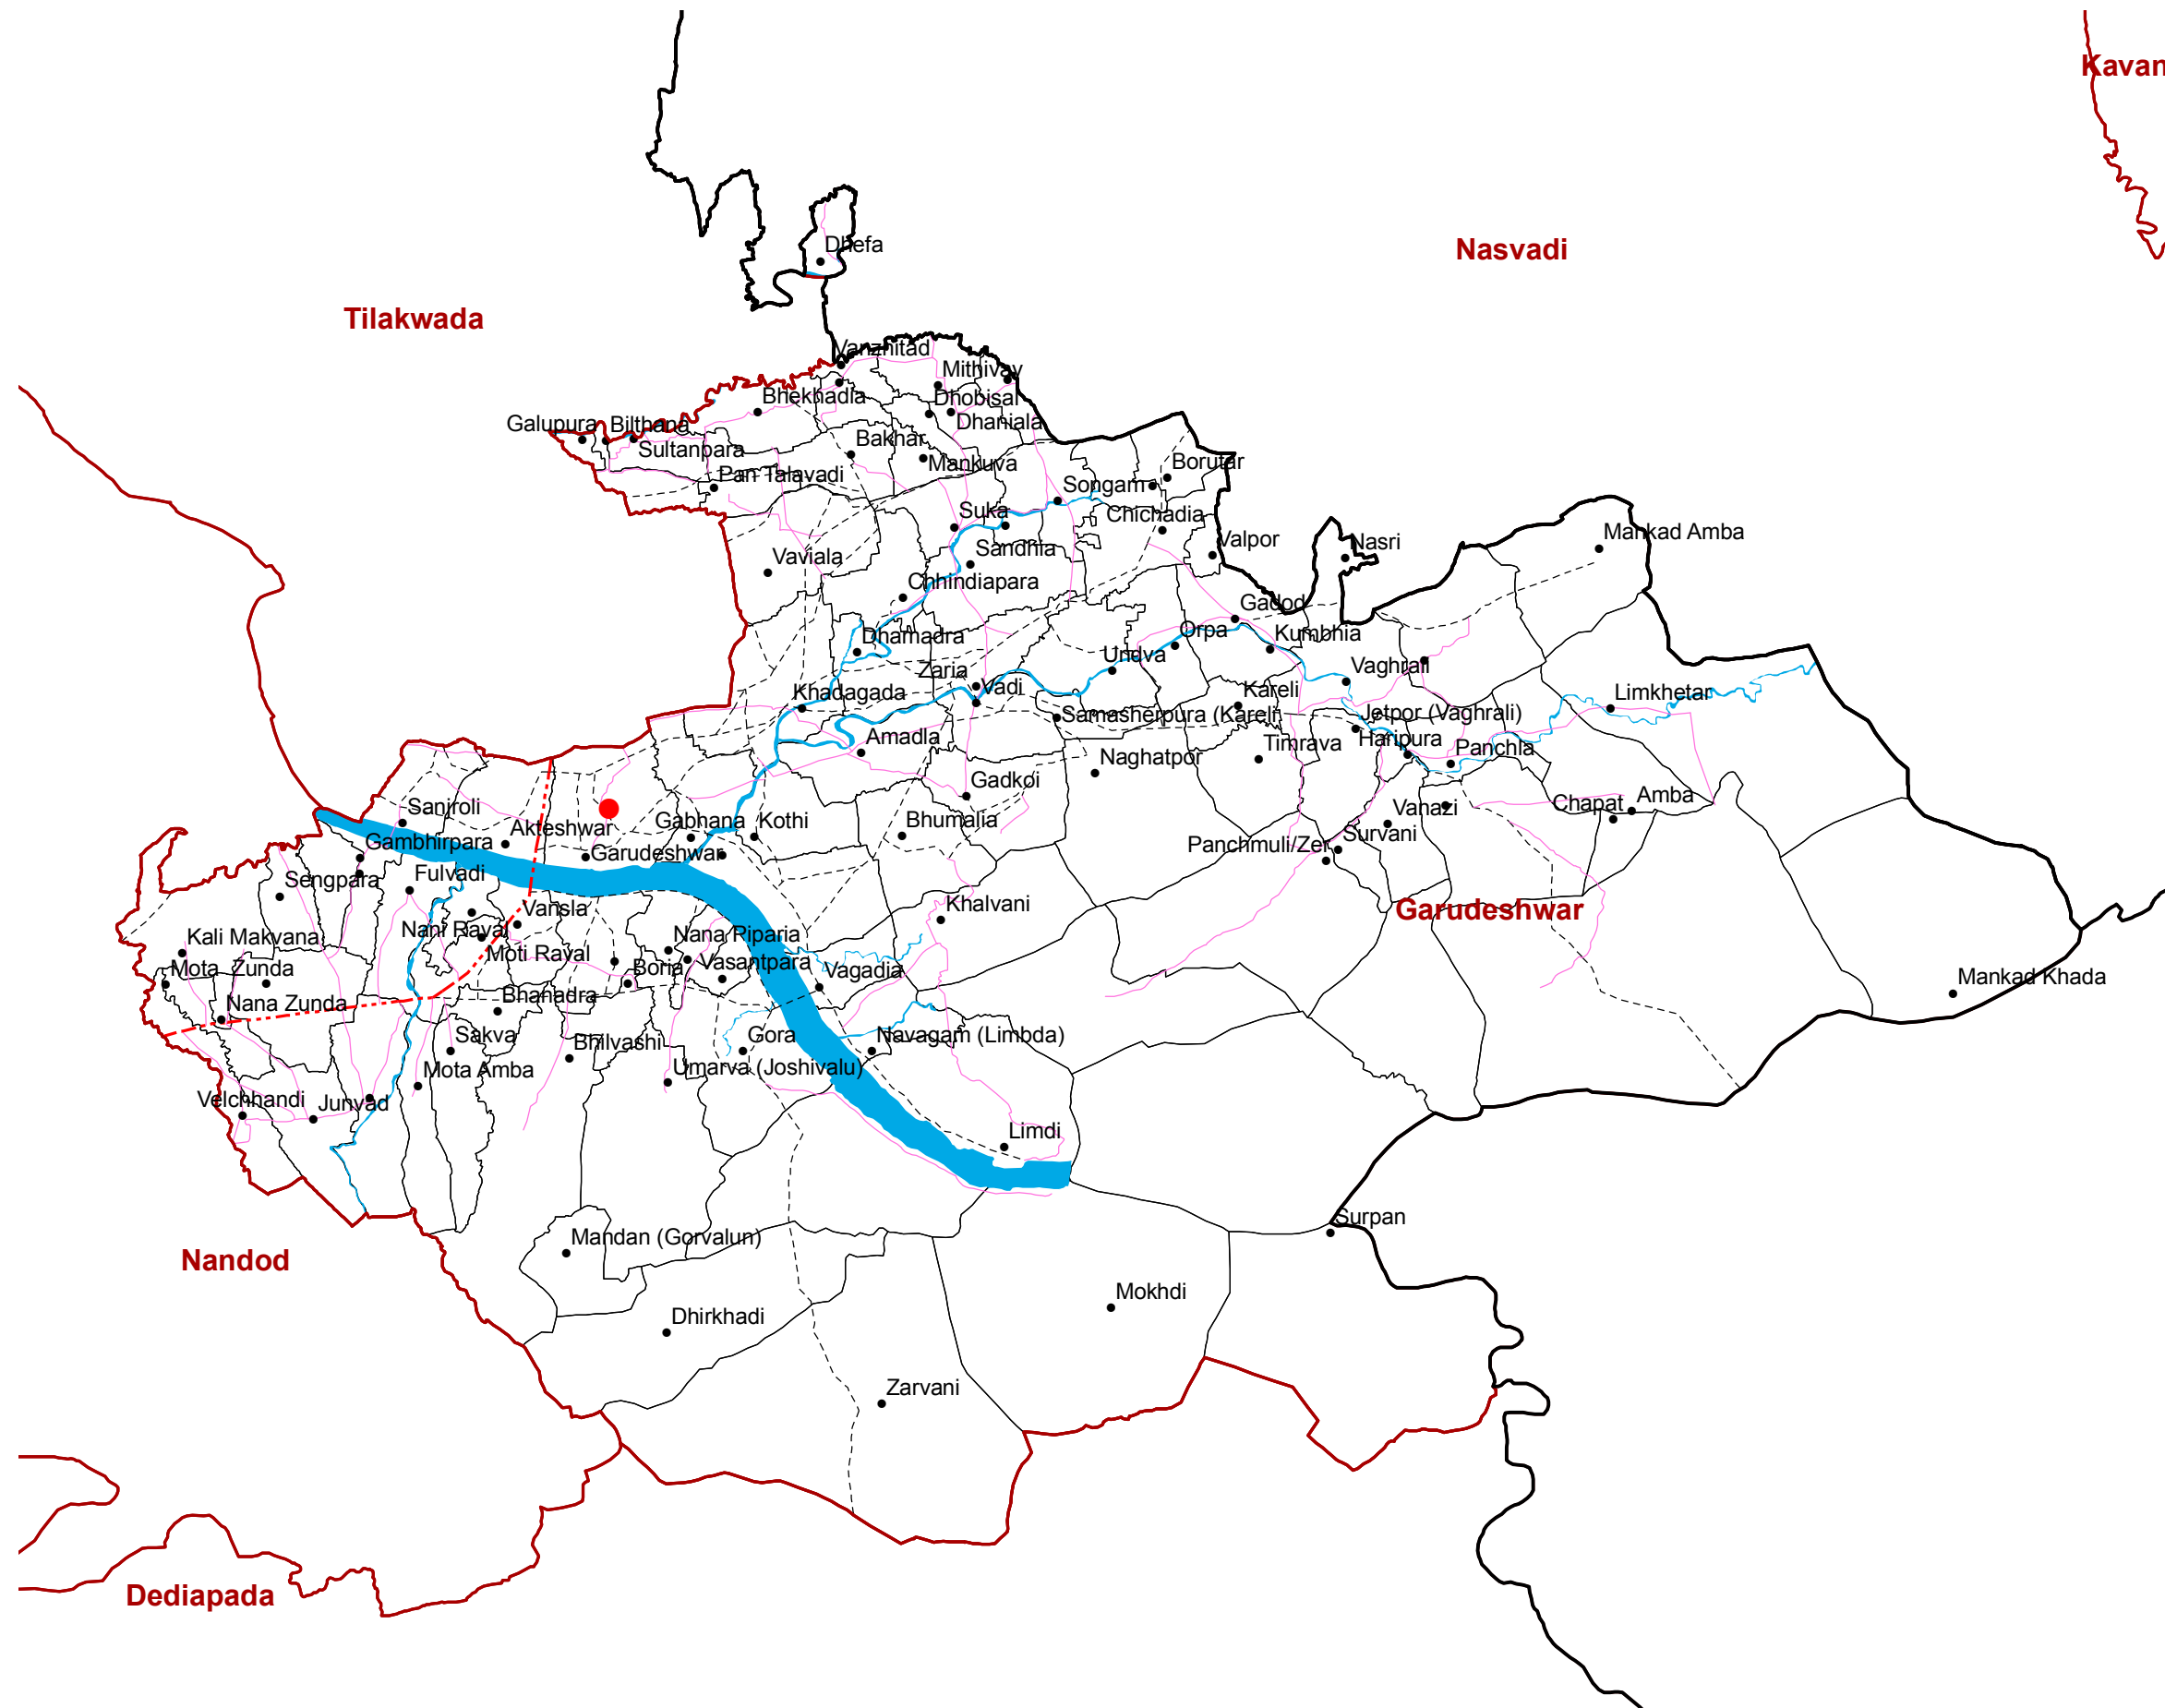 Kavan
Dhefa
Nasvadi
Tilakwada
Vanzhitad
Mithivav
Bhekhadia
Dhobisal
Galupura
Bilthana
Dhaniala
Sultanpara
Bakhar
Mankuva
Borutar
Pan Talavadi
Songam
Suka
Chichadia
Mankad Amba
Valpor
Nasri
Vaviala
Sandhia
Chhindiapara
Gadod
Dhamadra
Orpa
Kumbhia
Undva
Zaria
Vaghrali
Khadagada
Vadi
Kareli
Limkhetar
Samasherpura (Kareli)
Jetpor (Vaghrali)
Amadla
Timrava
Haripura
Panchla
Naghatpor
Gadkoi
Sanjroli
Akteshwar
Gabhana
Kothi
Bhumalia
Vanazi
Chapat
Amba
Gambhirpara
Garudeshwar
Panchmuli/Zer
Survani
Sengpara
Fulvadi
Vansla
Khalvani
Garudeshwar
Kali Makvana
Nani Raval
Nana Piparia
Moti Raval
Mota Zunda
Boria
Vasantpara
Vagadia
Mankad Khada
Nana Zunda
Bhanadra
Sakva
Bhilvashi
Gora
Navagam (Limbda)
Mota Amba
Umarva (Joshivalu)
Velchhandi
Junvad
Limdi
Surpan
Mandan (Gorvalun)
Nandod
Mokhdi
Dhirkhadi
Zarvani
Dediapada